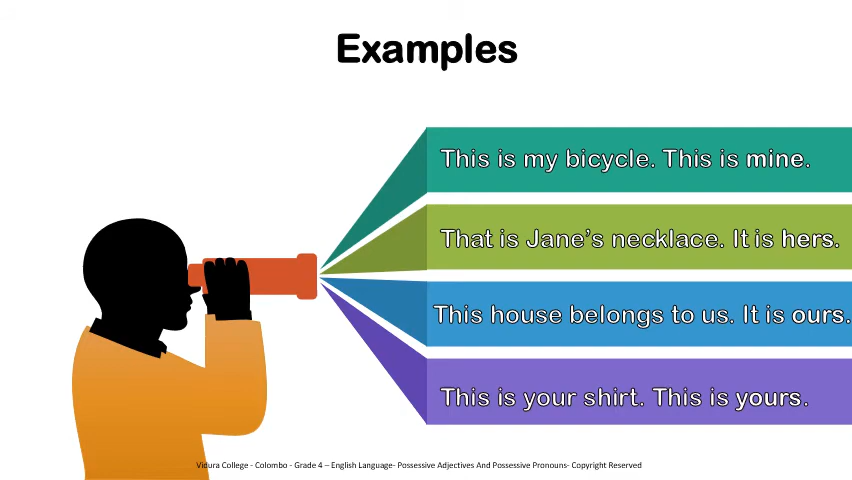 Examples
This is my bicycle. This is mine.
That is Jane’s necklace. It is hers.
This house belongs to us. It is ours.
This is your shirt. This is yours.
Vidura College - Colombo - Grade 4 – English Language- Possessive Adjectives And Possessive Pronouns- Copyright Reserved